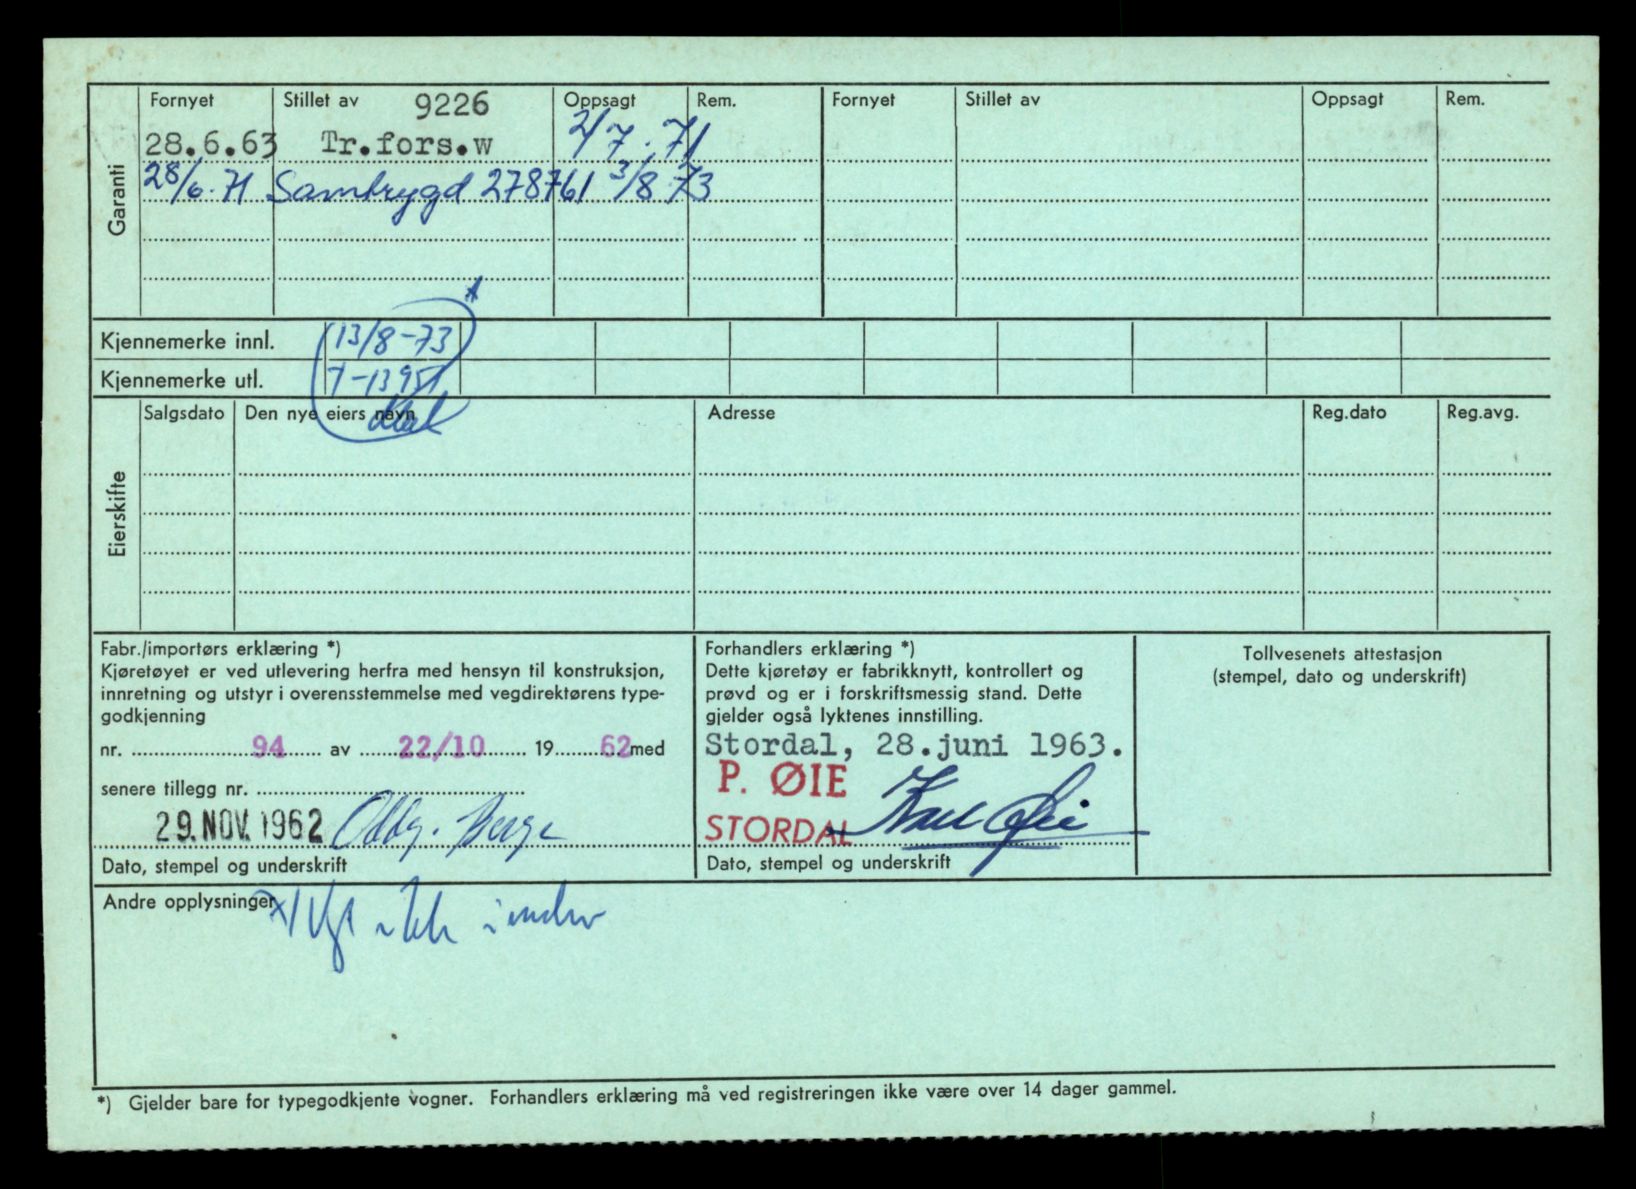 Garanti
Fornyet Stillet av 9226 Oppsagt Rem. Fornyet Stillet av Oppsagt Rem.
28.6.63 Tr.fors.w 2/7.71
28/6.71 Samtrygd 278761 3/8 73
Kjennemerke innl. 13/8-73
Kjennemerke utl. T-13951
Eierskifte
Salgsdato Den nye eiers navn Adresse Reg.dato Reg.avg.
Fabr./importørs erklæring *)
Kjøretøyet er ved utlevering herfra med hensyn til konstruksjon,
innretning og utstyr i overensstemmelse med vegdirektørens type-
godkjenning
nr. 94 av 22/10 19 62 med
senere tillegg nr.
29. NOV. 1962 Oddg. Berge
Dato, stempel og underskrift
Forhandlers erklæring *)
Dette kjøretøy er fabrikknytt, kontrollert og
prøvd og er i forskriftsmessig stand. Dette
gjelder også lyktenes innstilling.
Stordal, 28.juni 1963.
P. ØIE
STORDAL Karl Øie
Dato, stempel og underskrift
Tollvesenets attestasjon
(stempel, dato og underskrift)
Andre opplysninger
x) ikke
*) Gjelder bare for typegodkjente vogner. Forhandlers erklæring må ved registreringen ikke være over 14 dager gammel.